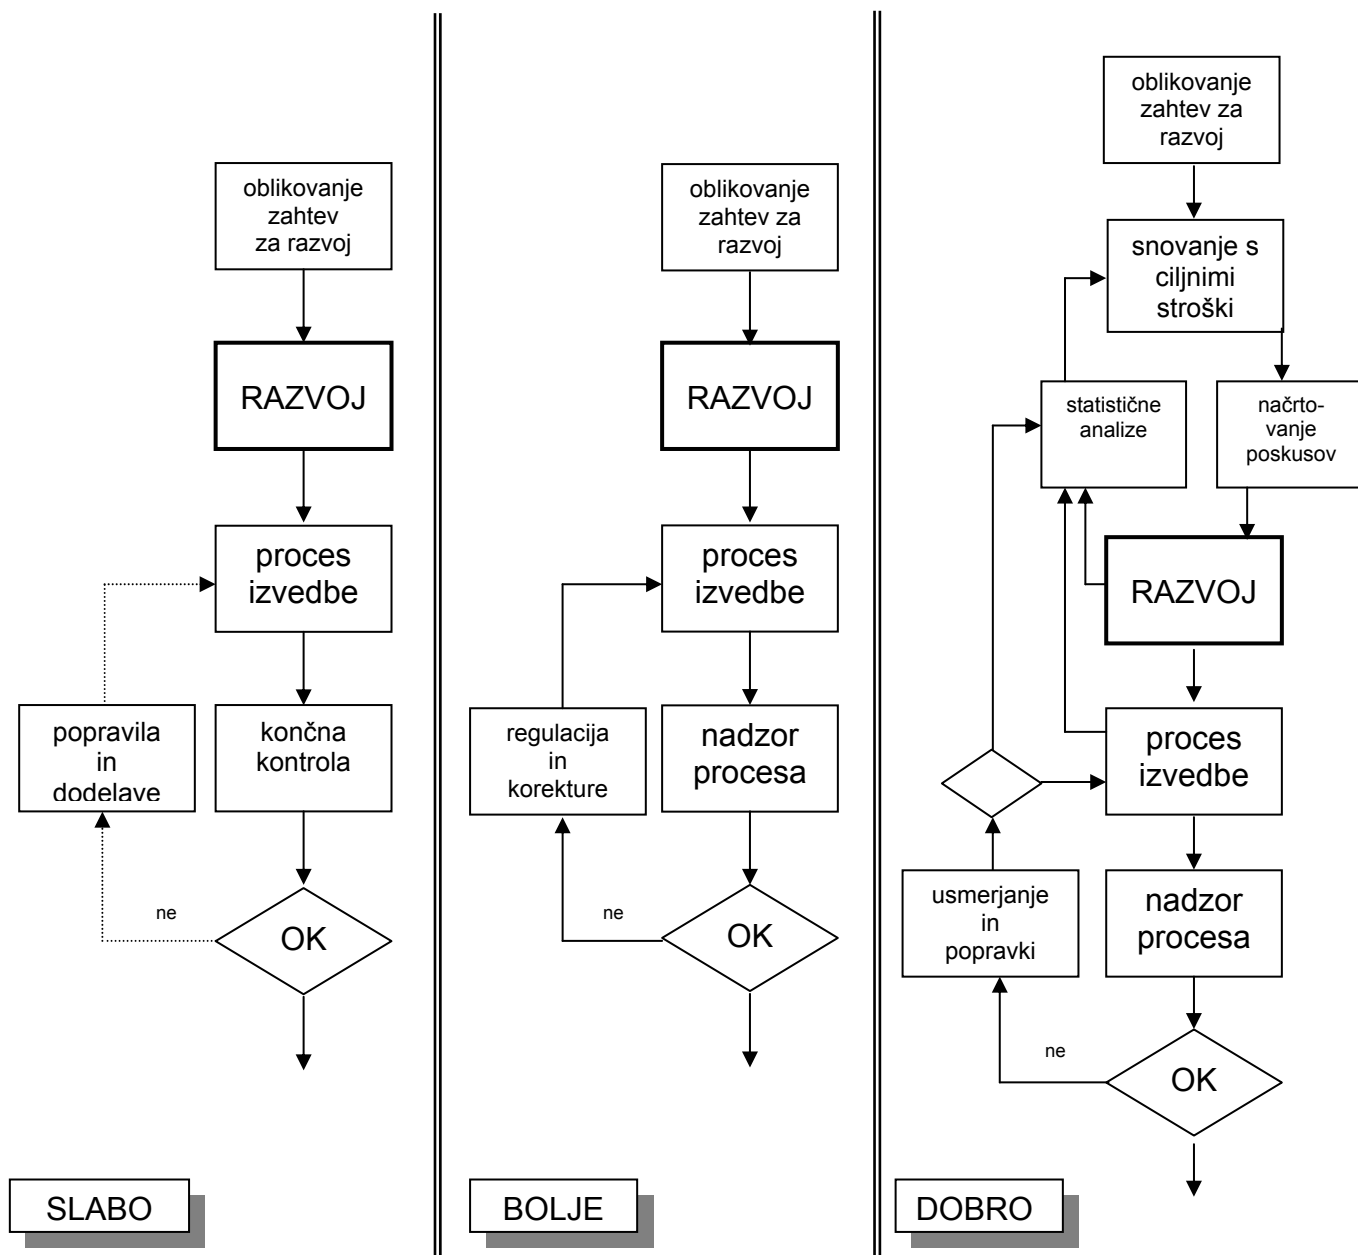 oblikovanje
zahtev
za razvoj
RAZVOJ
proces
izvedbe
popravila
in
dodelave
končna
kontrola
ne
OK
SLABO
oblikovanje
zahtev za
razvoj
RAZVOJ
proces
izvedbe
regulacija
in
korekture
nadzor
procesa
ne
OK
BOLJE
oblikovanje
zahtev za
razvoj
snovanje s
ciljnimi
stroški
statistične
analize
načrto-
vanje
poskusov
RAZVOJ
proces
izvedbe
usmerjanje
in
popravki
nadzor
procesa
ne
OK
DOBRO